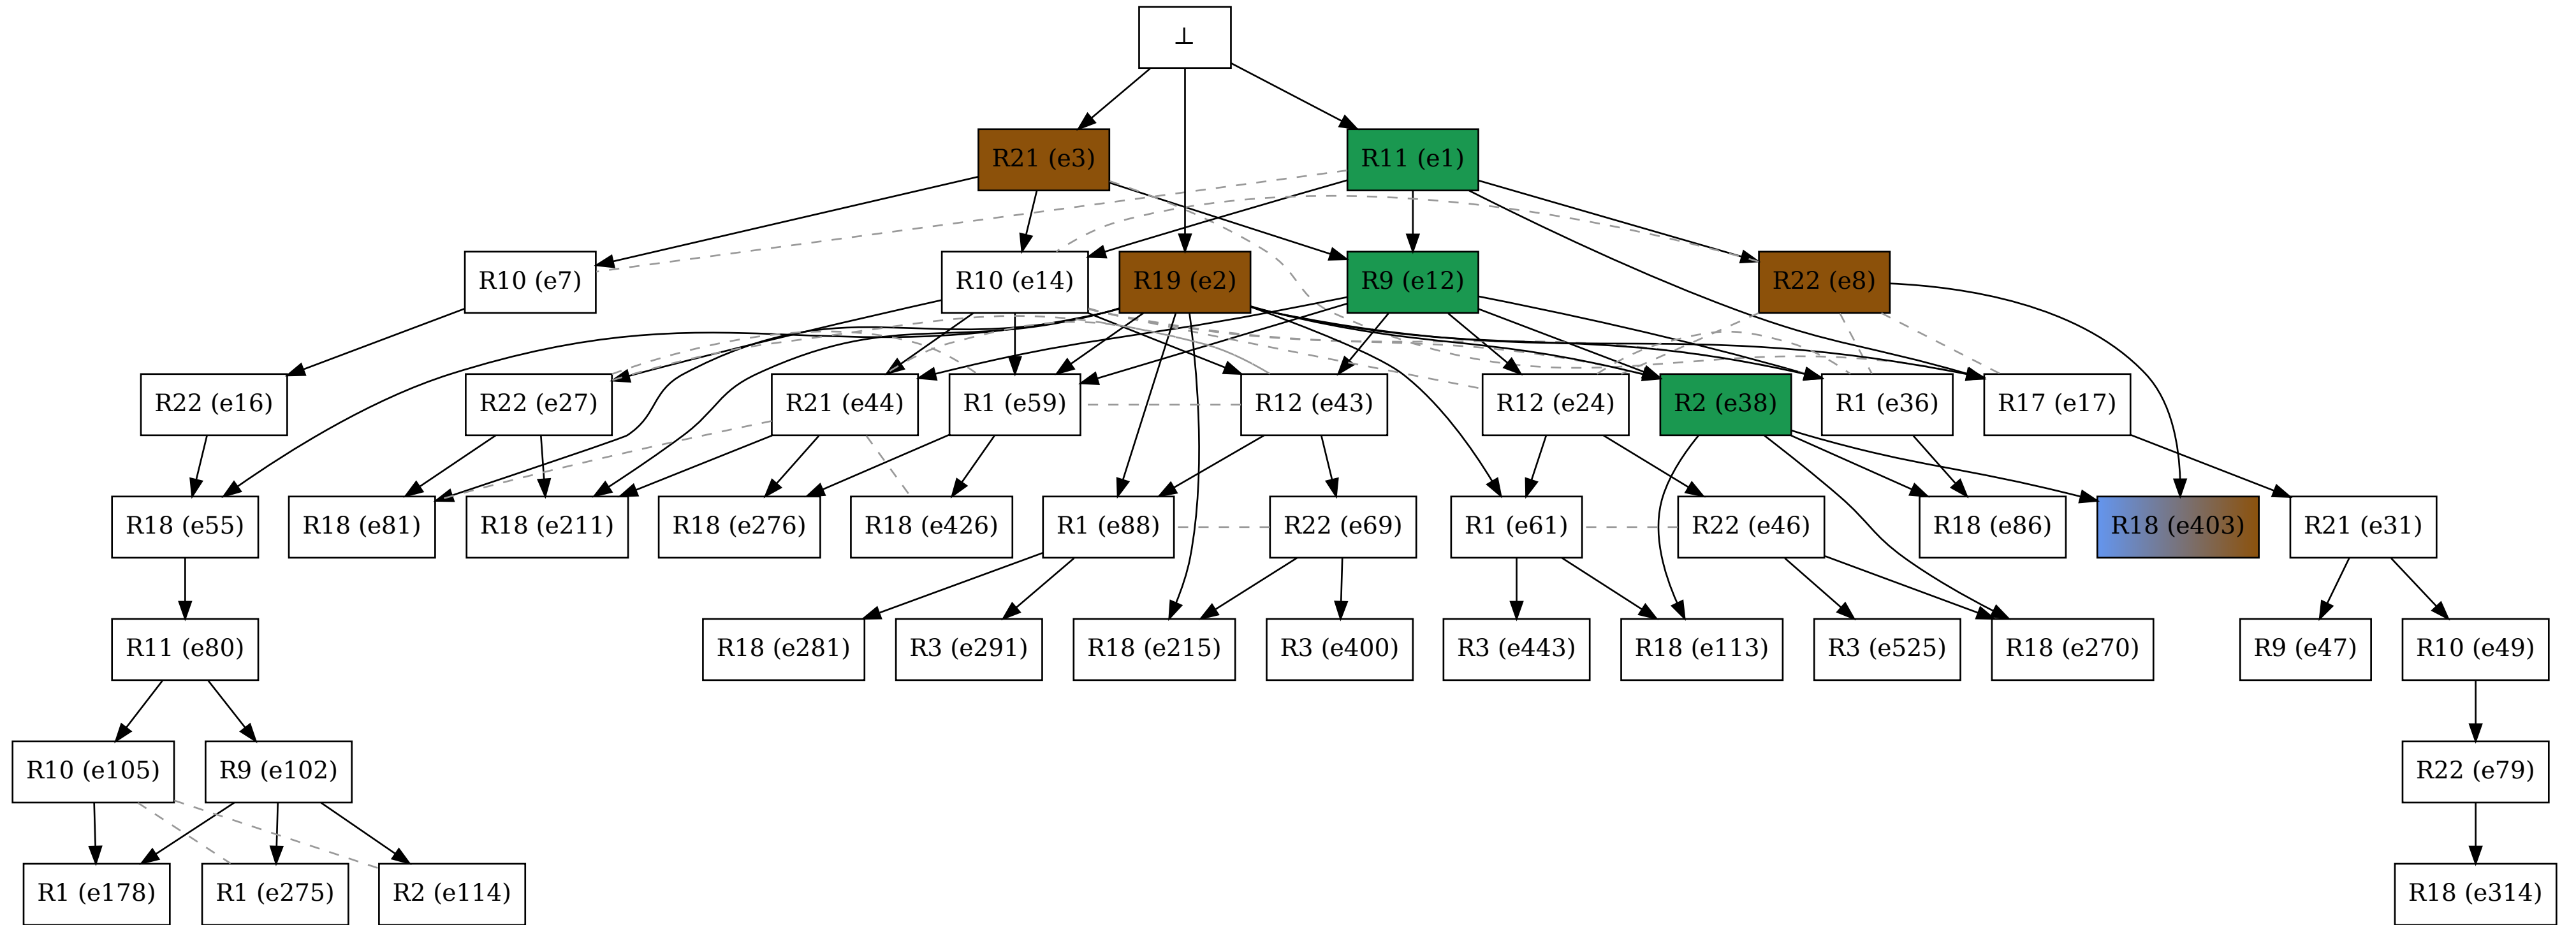 ⊥
R21 (e3)
R11 (e1)
R10 (e7)
R10 (e14)
R19 (e2)
R9 (e12)
R22 (e8)
R22 (e16)
R22 (e27)
R21 (e44)
R1 (e59)
R12 (e43)
R12 (e24)
R2 (e38)
R1 (e36)
R17 (e17)
R18 (e55)
R18 (e81)
R18 (e211)
R18 (e276)
R18 (e426)
R1 (e88)
R22 (e69)
R1 (e61)
R22 (e46)
R18 (e86)
R18 (e403)
R21 (e31)
R11 (e80)
R18 (e281)
R3 (e291)
R18 (e215)
R3 (e400)
R3 (e443)
R18 (e113)
R3 (e525)
R18 (e270)
R9 (e47)
R10 (e49)
R10 (e105)
R9 (e102)
R22 (e79)
R1 (e178)
R1 (e275)
R2 (e114)
R18 (e314)